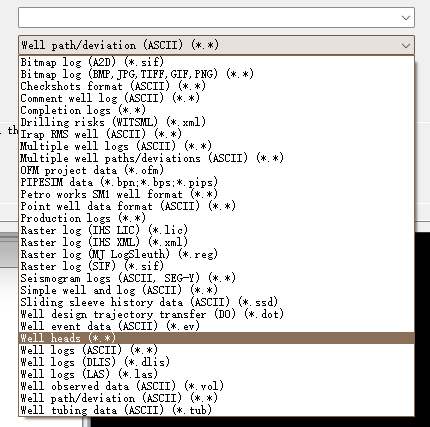 Well path/deviation (ASCII) (*.*)
Bitmap log (A2D) (*.sif)
Bitmap log (BMP,JPG,TIFF,GIF,PNG) (*.*)
Checkshots format (ASCII) (*.*)
Comment well log (ASCII) (*.*)
Completion logs (*.*)
Drilling risks (WITSML) (*.xml)
Irap RMS well (ASCII) (*.*)
Multiple well logs (ASCII) (*.*)
Multiple well paths/deviations (ASCII) (*.*)
OFM project data (*.ofm)
PIPESIM data (*.bpn;*.bps;*.pips)
Petro works SM1 well format (*.*)
Point well data format (ASCII) (*.*)
Production logs (*.*)
Raster log (IHS LIC) (*.lic)
Raster log (IHS XML) (*.xml)
Raster log (MJ LogSleuth) (*.reg)
Raster log (SIF) (*.sif)
Seismogram logs (ASCII, SEG-Y) (*.*)
Simple well and log (ASCII) (*.*)
Sliding sleeve history data (ASCII) (*.ssd)
Well design trajectory transfer (DO) (*.dot)
Well event data (ASCII) (*.ev)
Well heads (*.*)
Well logs (ASCII) (*.*)
Well logs (DLIS) (*.dlis)
Well logs (LAS) (*.las)
Well observed data (ASCII) (*.vol)
Well path/deviation (ASCII) (*.*)
Well tubing data (ASCII) (*.tub)